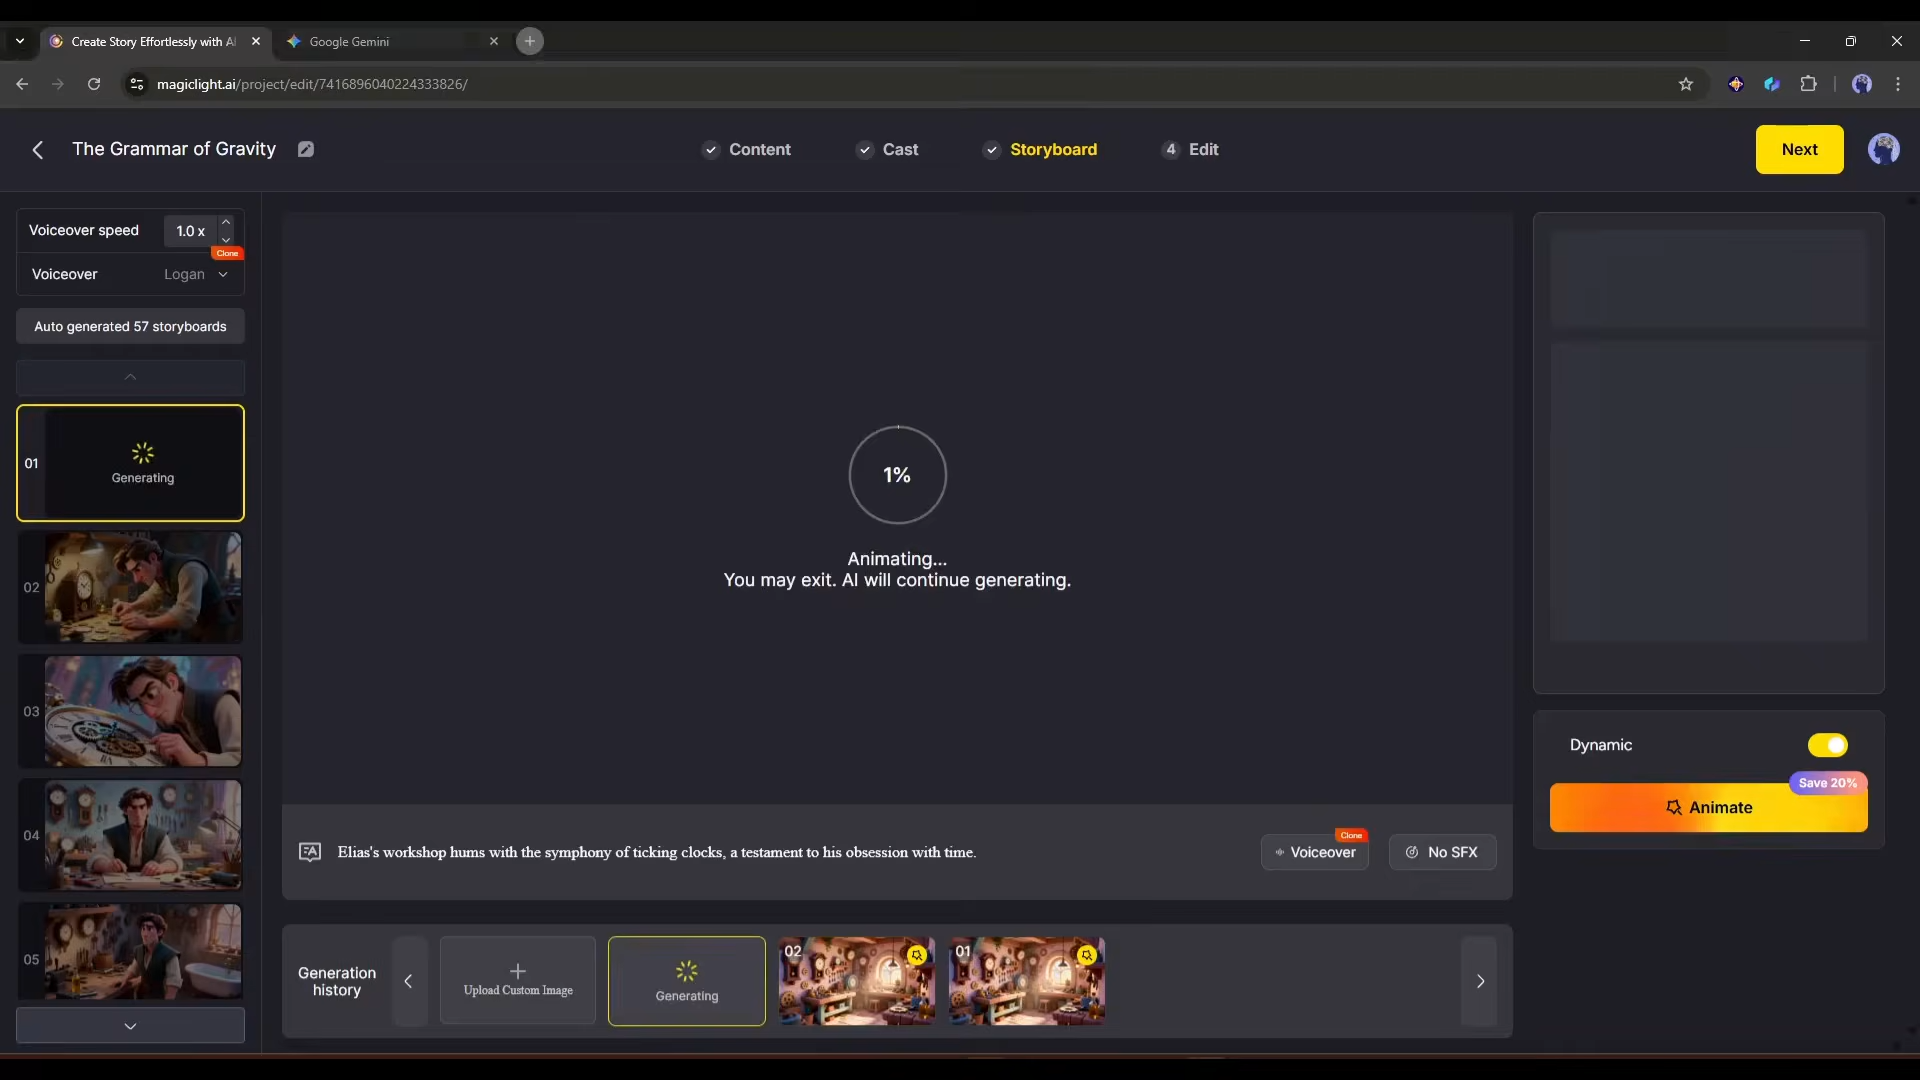 Create Story Effortlessly with AI
Google Gemini
magiclight.ai/project/edit/7416896040224333826/
The Grammar of Gravity
Content
Cast
Storyboard
4 Edit
Next
Voiceover speed
1.0 x
Clone
Voiceover
Logan
Auto generated 57 storyboards
01
Generating
02
03
04
05
1%
Animating...
You may exit. AI will continue generating.
Elias's workshop hums with the symphony of ticking clocks, a testament to his obsession with time.
Clone
Voiceover
No SFX
Generation
history
Upload Custom Image
Generating
02
01
Dynamic
Save 20%
Animate